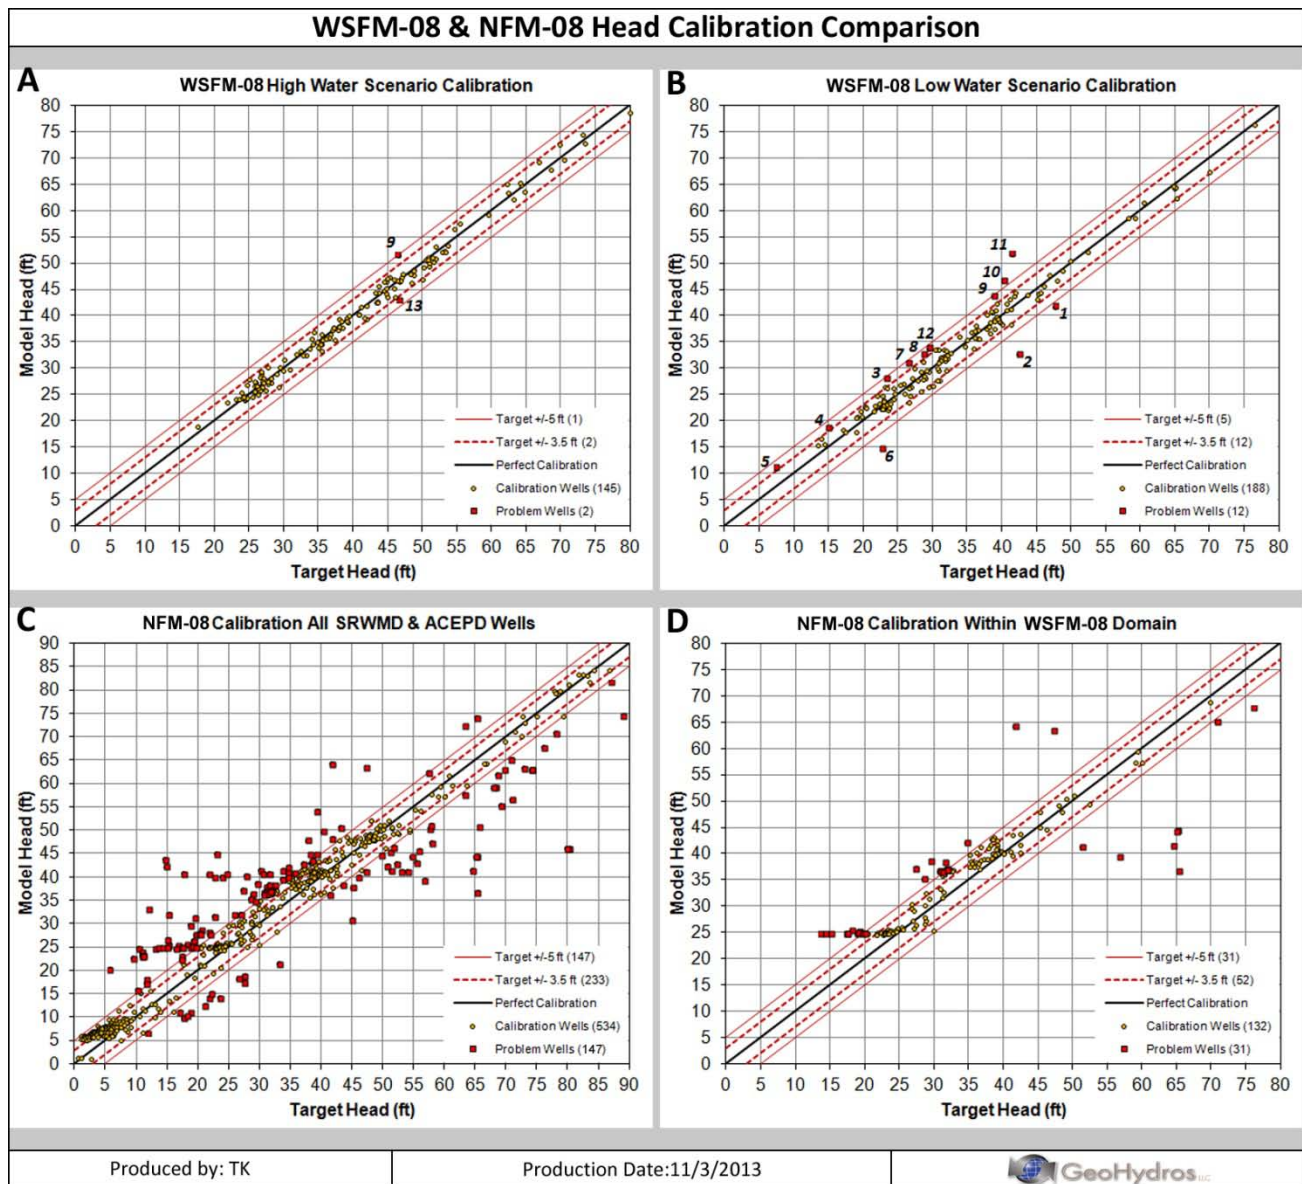 WSFM-08 & NFM-08 Head Calibration Comparison
A
WSFM-08 High Water Scenario Calibration
80
75
70
65
60
55
50
45
40
35
30
25
20
15
10
5
0
Model Head (ft)
9
13
Target +/-5 ft (1)
Target +/- 3.5 ft (2)
Perfect Calibration
Calibration Wells (145)
Problem Wells (2)
0 5 10 15 20 25 30 35 40 45 50 55 60 65 70 75 80
Target Head (ft)
B
WSFM-08 Low Water Scenario Calibration
80
75
70
65
60
55
50
45
40
35
30
25
20
15
10
5
0
Model Head (ft)
11
10
9
1
12
8
7
2
3
4
6
5
Target +/-5 ft (5)
Target +/- 3.5 ft (12)
Perfect Calibration
Calibration Wells (188)
Problem Wells (12)
0 5 10 15 20 25 30 35 40 45 50 55 60 65 70 75 80
Target Head (ft)
C
NFM-08 Calibration All SRWMD & ACEPD Wells
90
85
80
75
70
65
60
55
50
45
40
35
30
25
20
15
10
5
0
Model Head (ft)
Target +/-5 ft (147)
Target +/- 3.5 ft (233)
Perfect Calibration
Calibration Wells (534)
Problem Wells (147)
0 5 10 15 20 25 30 35 40 45 50 55 60 65 70 75 80 85 90
Target Head (ft)
D
NFM-08 Calibration Within WSFM-08 Domain
80
75
70
65
60
55
50
45
40
35
30
25
20
15
10
5
0
Model Head (ft)
Target +/-5 ft (31)
Target +/- 3.5 ft (52)
Perfect Calibration
Calibration Wells (132)
Problem Wells (31)
0 5 10 15 20 25 30 35 40 45 50 55 60 65 70 75 80
Target Head (ft)
Produced by: TK
Production Date:11/3/2013
GeoHydros LLC